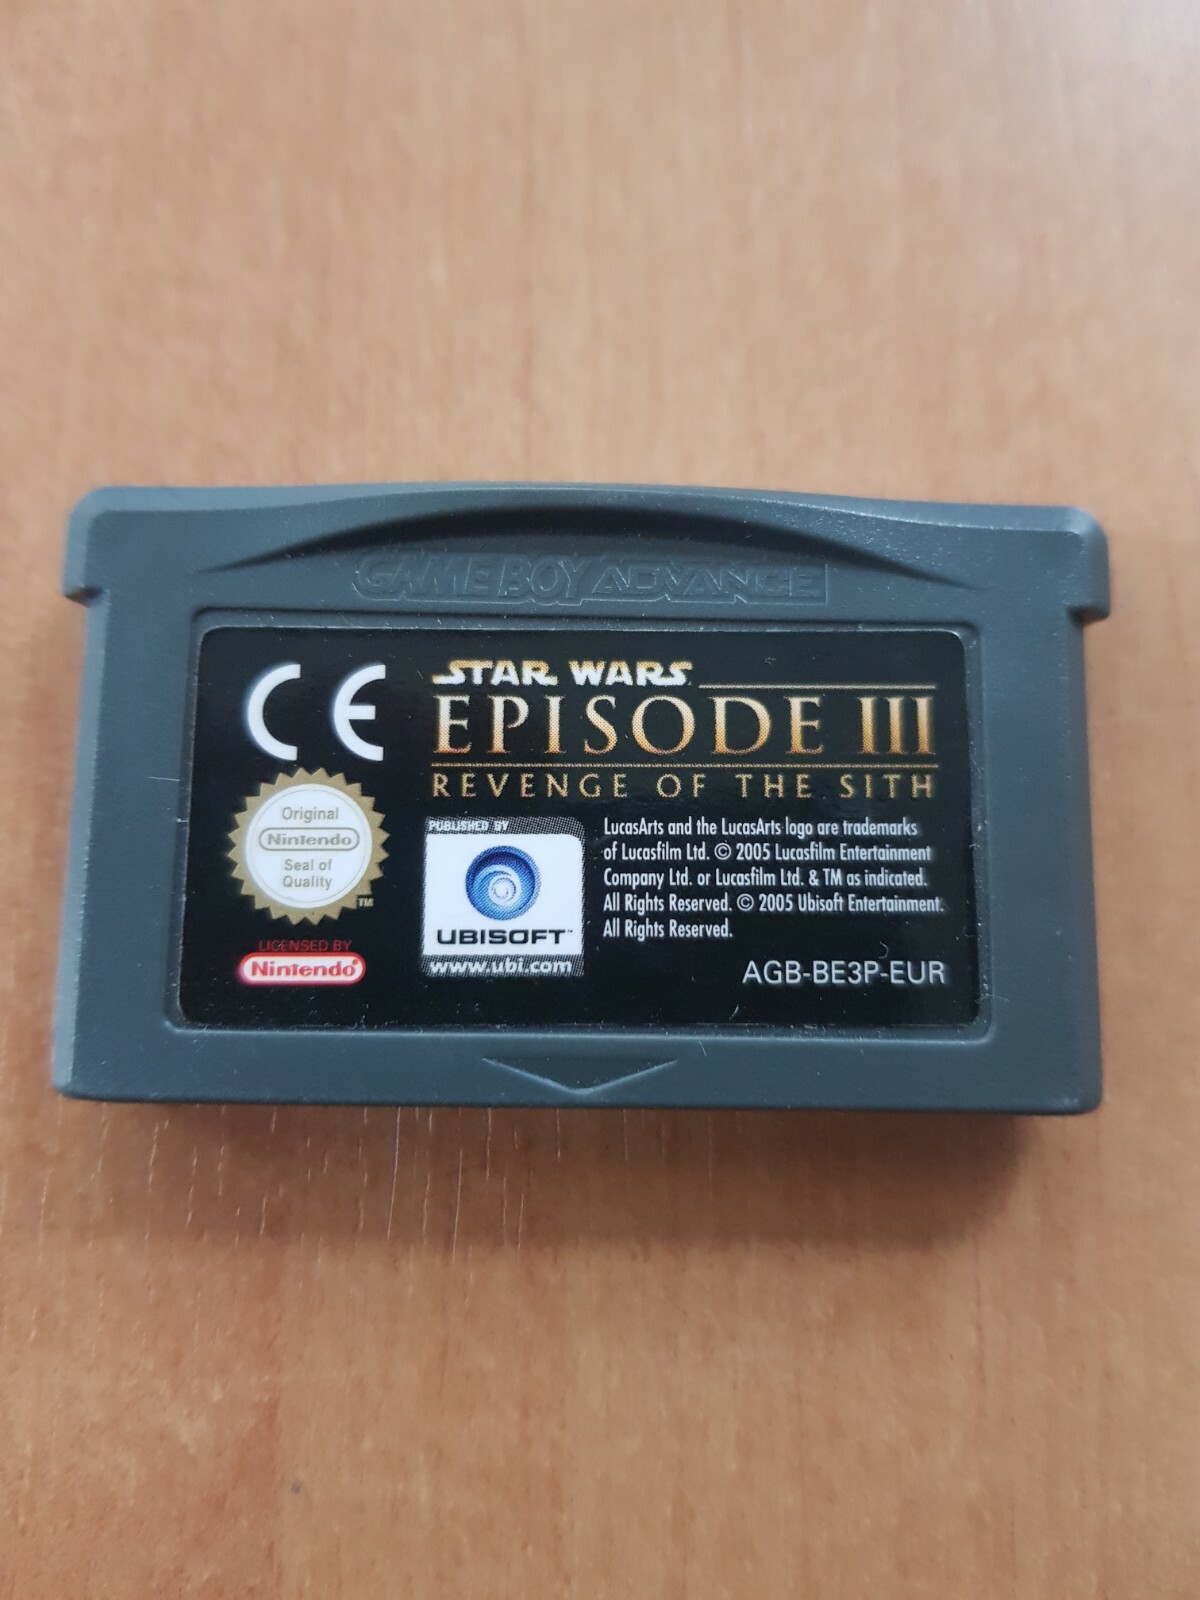 GAME BOY ADVANCE
CE
STAR WARS
EPISODE III
REVENGE OF THE SITH
Original
Nintendo
Seal of
Quality
TM
LICENSED BY
Nintendo®
PUBLISHED BY
UBISOFT™
www.ubi.com
LucasArts and the LucasArts logo are trademarks
of Lucasfilm Ltd. © 2005 Lucasfilm Entertainment
Company Ltd. or Lucasfilm Ltd. & TM as indicated.
All Rights Reserved. © 2005 Ubisoft Entertainment.
All Rights Reserved.
AGB-BE3P-EUR